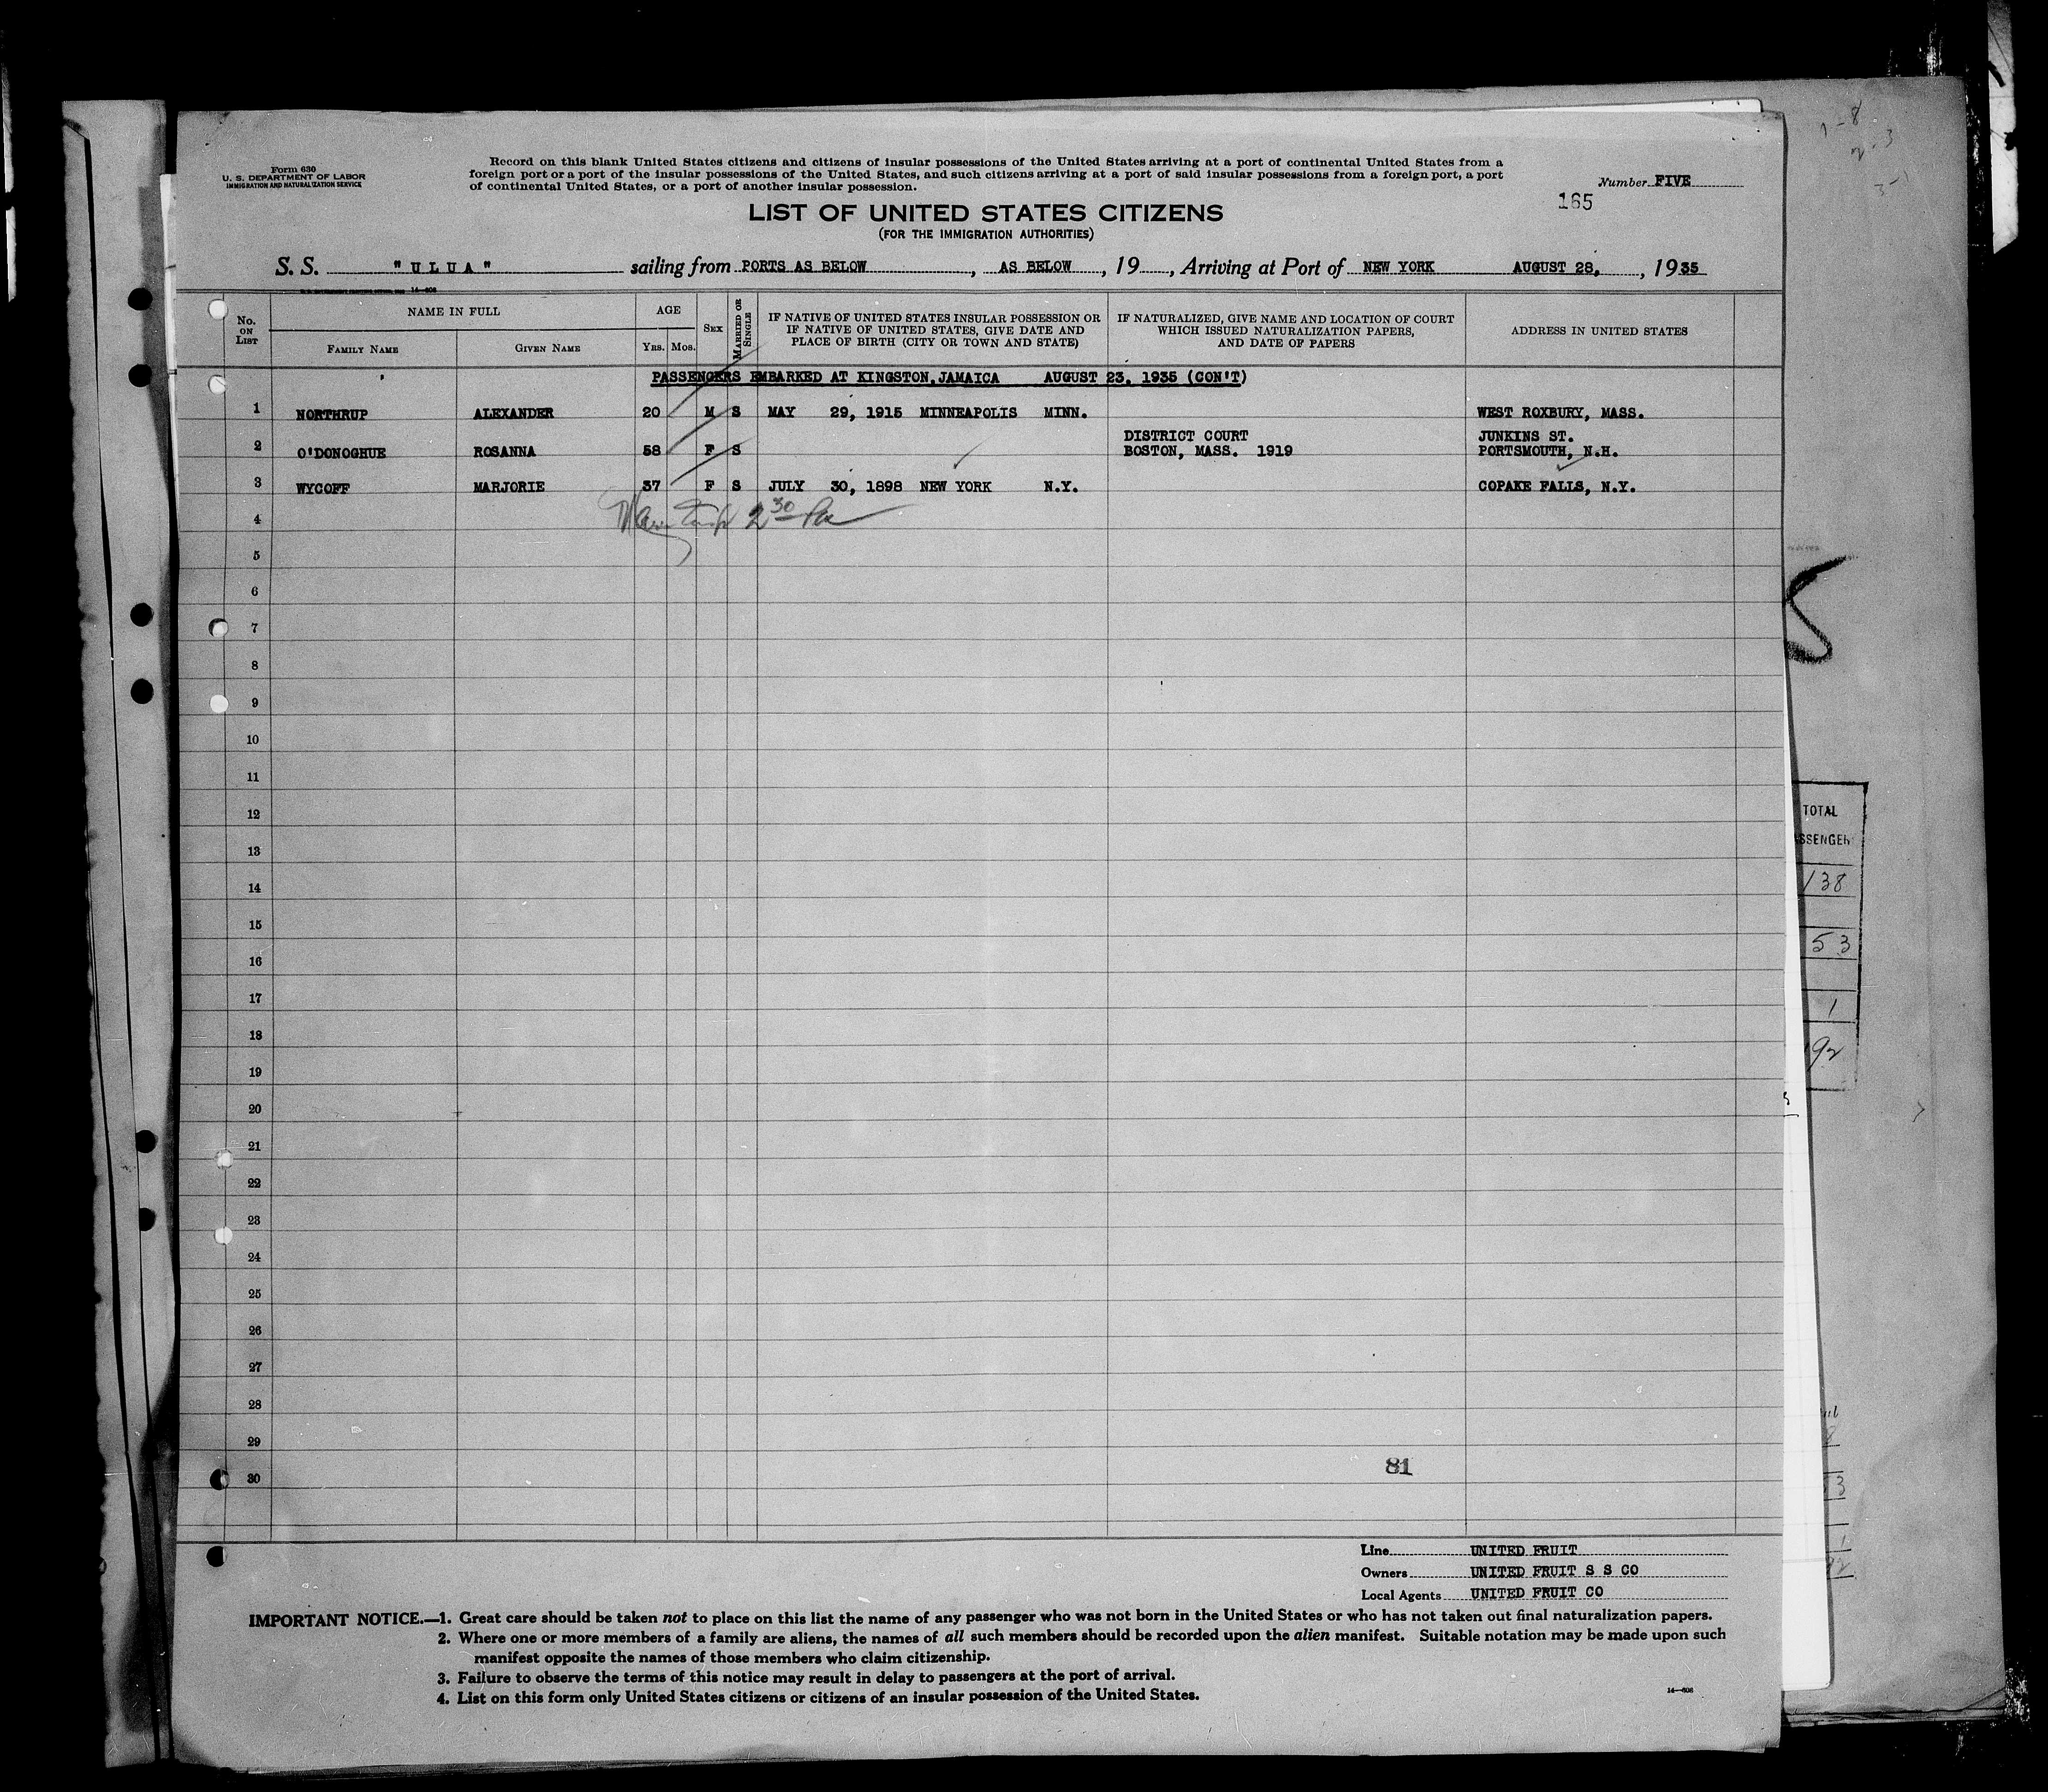 Form 630
U. S. DEPARTMENT OF LABOR
IMMIGRATION AND NATURALIZATION SERVICE
Record on this blank United States citizens and citizens of insular possessions of the United States arriving at a port of continental United States from a
foreign port or a port of the insular possessions of the United States, and such citizens arriving at a port of said insular possessions from a foreign port, a port
of continental United States, or a port of another insular possession.
Number FIVE
165
LIST OF UNITED STATES CITIZENS
(FOR THE IMMIGRATION AUTHORITIES)
S. S. "ULUA" sailing from PORTS AS BELOW, AS BELOW, 19, Arriving at Port of NEW YORK AUGUST 28, 1935
No. ON LIST
NAME IN FULL
FAMILY NAME
GIVEN NAME
AGE
YRS. MOS.
SEX
MARRIED OR SINGLE
IF NATIVE OF UNITED STATES INSULAR POSSESSION OR
IF NATIVE OF UNITED STATES, GIVE DATE AND
PLACE OF BIRTH (CITY OR TOWN AND STATE)
IF NATURALIZED, GIVE NAME AND LOCATION OF COURT
WHICH ISSUED NATURALIZATION PAPERS,
AND DATE OF PAPERS
ADDRESS IN UNITED STATES
PASSENGERS EMBARKED AT KINGSTON, JAMAICA AUGUST 23, 1935 (CON'T)
1 NORTHRUP ALEXANDER 20 M S MAY 29, 1915 MINNEAPOLIS MINN. WEST ROXBURY, MASS.
DISTRICT COURT JUNKINS ST.
2 O'DONOGHUE ROSANNA 58 F S BOSTON, MASS. 1919 PORTSMOUTH, N.H.
3 WYCOFF MARJORIE 37 F S JULY 30, 1898 NEW YORK N.Y. COPAKE FALLS, N.Y.
4 2 30
5
6
7
8
9
10
11
12
13
14
15
16
17
18
19
20
21
22
23
24
25
26
27
28
29
30
81
Line UNITED FRUIT
Owners UNITED FRUIT S S CO
Local Agents UNITED FRUIT CO
IMPORTANT NOTICE.—1. Great care should be taken not to place on this list the name of any passenger who was not born in the United States or who has not taken out final naturalization papers.
2. Where one or more members of a family are aliens, the names of all such members should be recorded upon the alien manifest. Suitable notation may be made upon such
manifest opposite the names of those members who claim citizenship.
3. Failure to observe the terms of this notice may result in delay to passengers at the port of arrival.
4. List on this form only United States citizens or citizens of an insular possession of the United States.
14—608
1-8
2-3
3-1
5
TOTAL
138
53
1
192